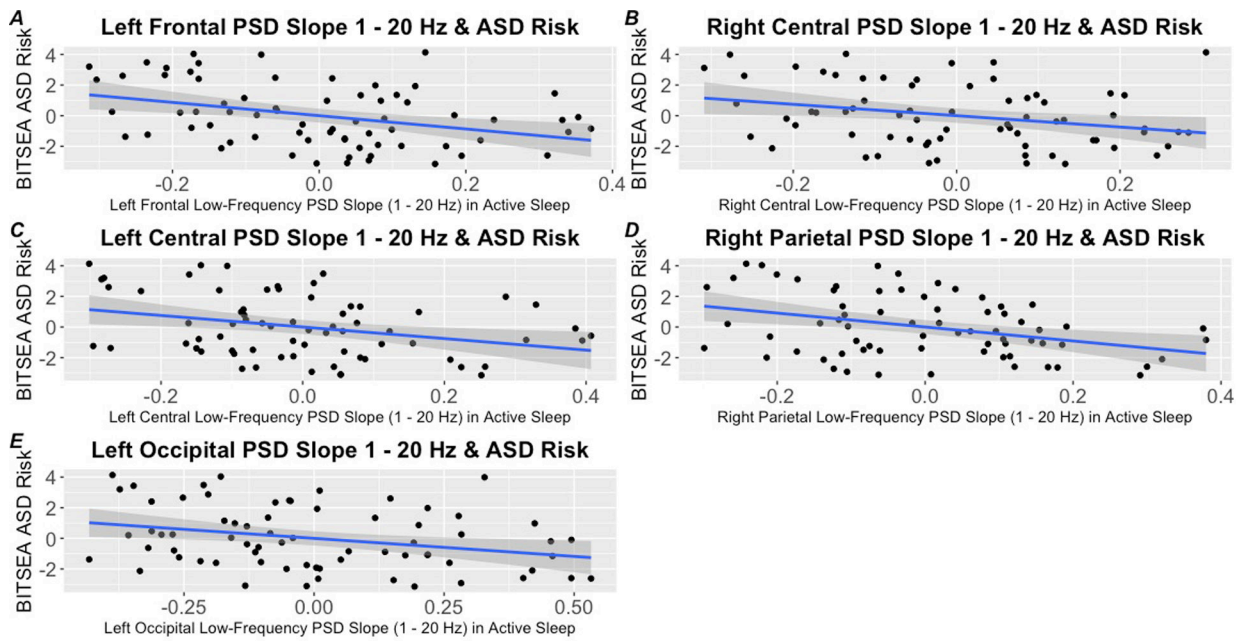 A
Left Frontal PSD Slope 1 - 20 Hz & ASD Risk
BITSEA ASD Risk
4
2
0
-2
-0.2 0.0 0.2 0.4
Left Frontal Low-Frequency PSD Slope (1 - 20 Hz) in Active Sleep
B
Right Central PSD Slope 1 - 20 Hz & ASD Risk
BITSEA ASD Risk
4
2
0
-2
-0.2 0.0 0.2
Right Central Low-Frequency PSD Slope (1 - 20 Hz) in Active Sleep
C
Left Central PSD Slope 1 - 20 Hz & ASD Risk
BITSEA ASD Risk
4
2
0
-2
-0.2 0.0 0.2 0.4
Left Central Low-Frequency PSD Slope (1 - 20 Hz) in Active Sleep
D
Right Parietal PSD Slope 1 - 20 Hz & ASD Risk
BITSEA ASD Risk
4
2
0
-2
-0.2 0.0 0.2 0.4
Right Parietal Low-Frequency PSD Slope (1 - 20 Hz) in Active Sleep
E
Left Occipital PSD Slope 1 - 20 Hz & ASD Risk
BITSEA ASD Risk
4
2
0
-2
-0.25 0.00 0.25 0.50
Left Occipital Low-Frequency PSD Slope (1 - 20 Hz) in Active Sleep